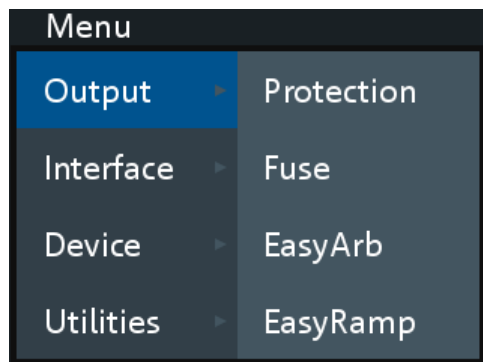 Menu
Output Protection
Interface Fuse
Device EasyArb
Utilities EasyRamp